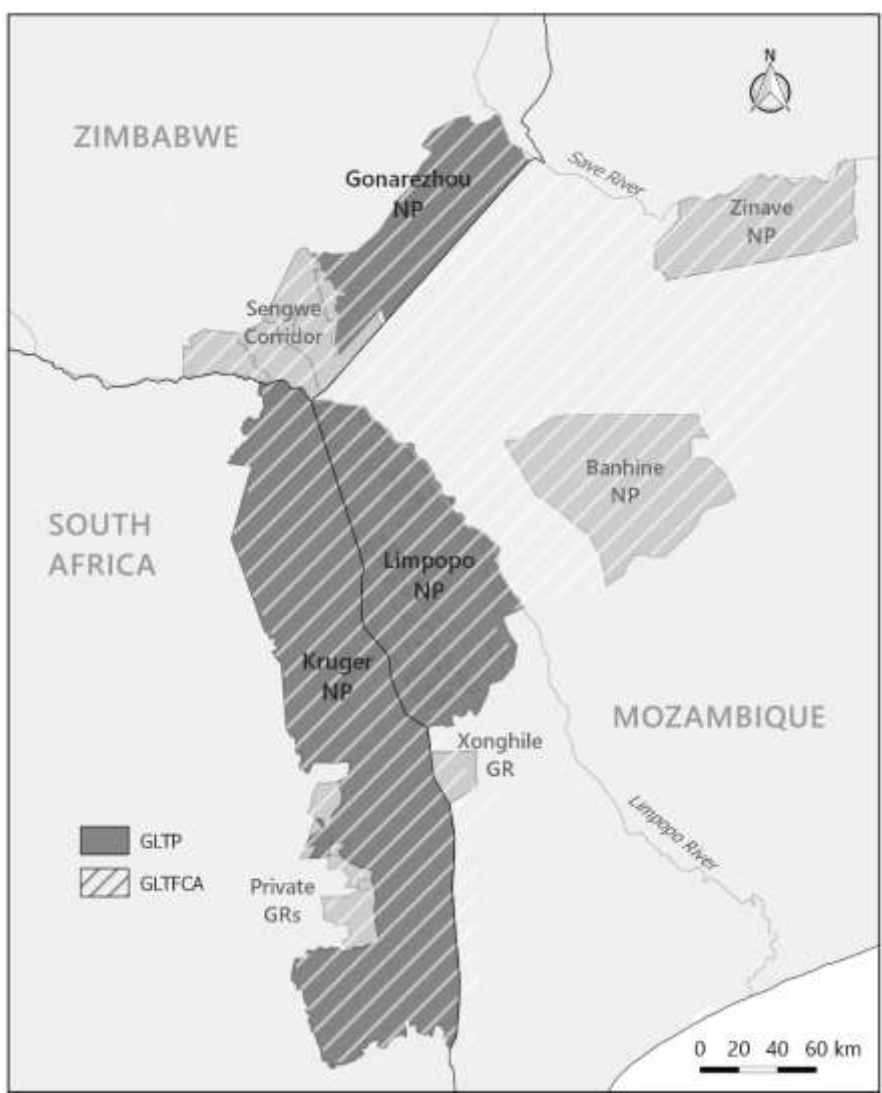 N
ZIMBABWE
Save River
Gonarezhou
NP
Zinave
NP
Sengwe
Corridor
Banhine
NP
SOUTH
AFRICA
Limpopo
NP
Kruger
NP
MOZAMBIQUE
Xonghile
GR
Limpopo River
GLTP
GLTFCA
Private
GRs
0 20 40 60 km